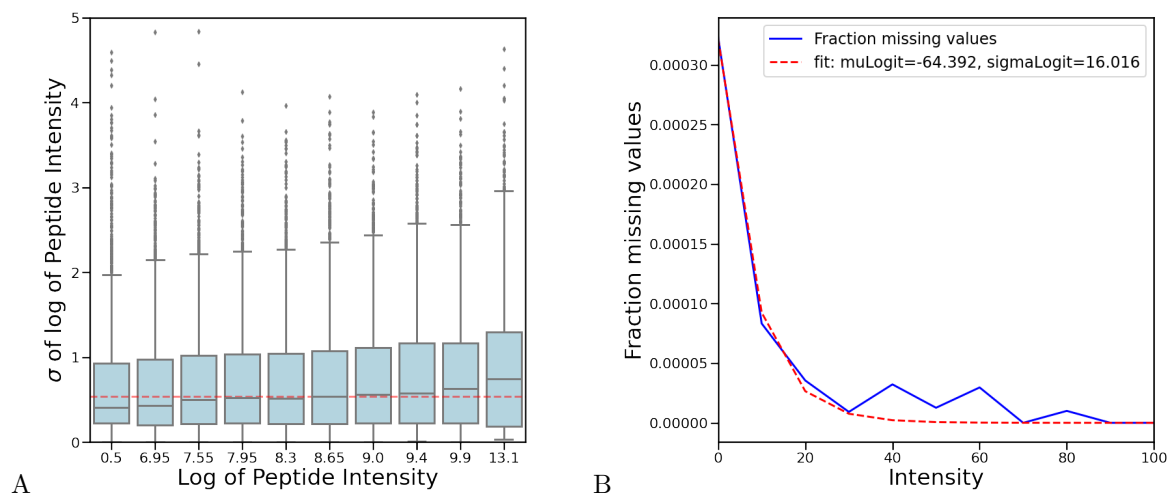 5
4
3
2
1
0
σ of log of Peptide Intensity
0.5 6.95 7.55 7.95 8.3 8.65 9.0 9.4 9.9 13.1
Log of Peptide Intensity
A
Fraction missing values
fit: muLogit=-64.392, sigmaLogit=16.016
0.00030
0.00025
0.00020
0.00015
0.00010
0.00005
0.00000
Fraction missing values
0 20 40 60 80 100
Intensity
B